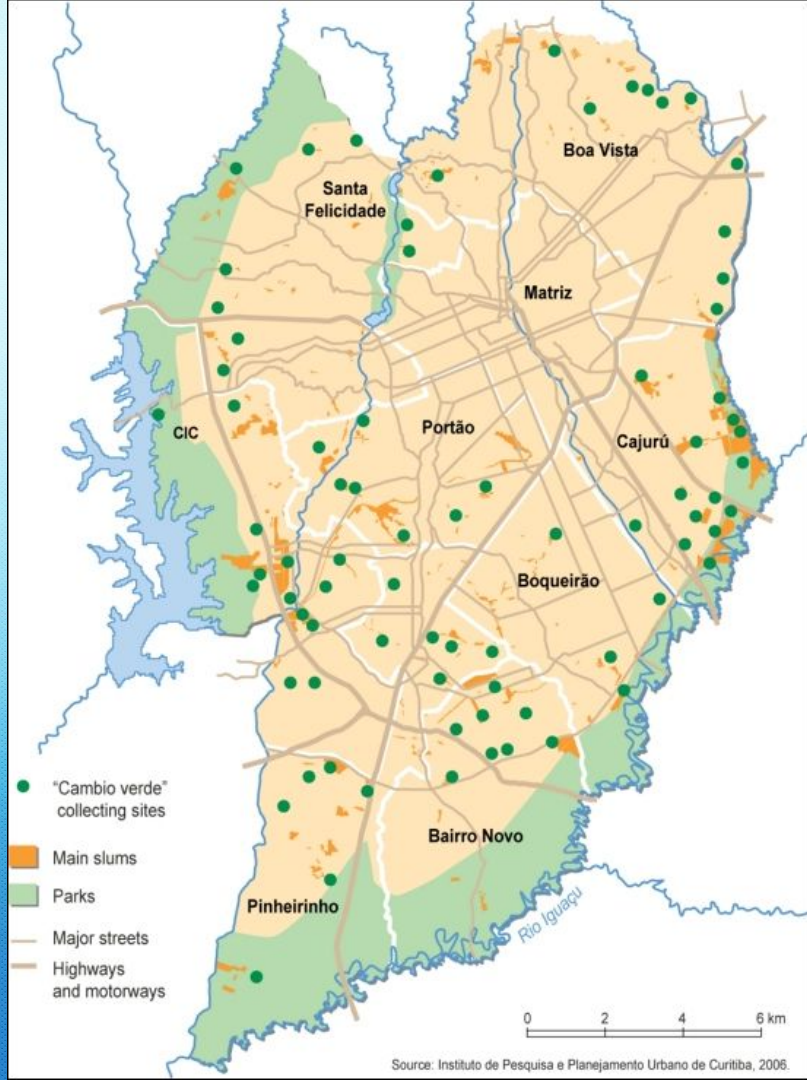 Boa Vista
Santa
Felicidade
Matriz
Portão
CIC
Cajurú
Boqueirão
"Cambio verde"
collecting sites
Main slums
Bairro Novo
Parks
Pinheirinho
Rio Iguaçu
Major streets
Highways
and motorways
0 2 4 6 km
Source: Instituto de Pesquisa e Planejamento Urbano de Curitiba, 2006.